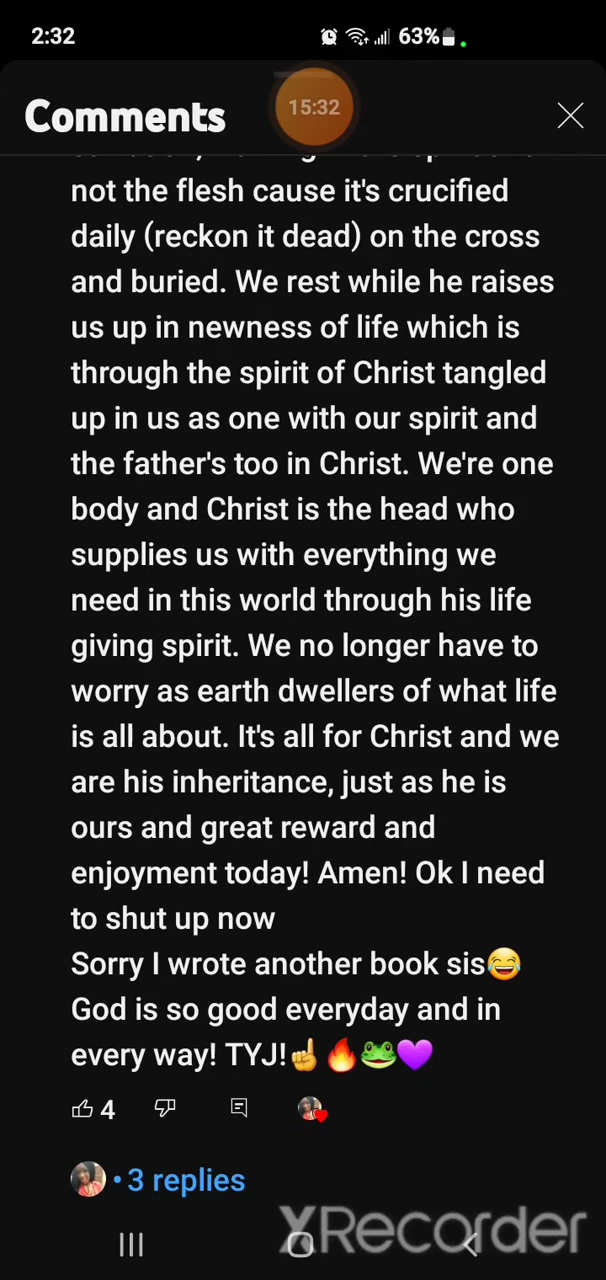 2:32
63%
Comments
15:32
not the flesh cause it's crucified
daily (reckon it dead) on the cross
and buried. We rest while he raises
us up in newness of life which is
through the spirit of Christ tangled
up in us as one with our spirit and
the father's too in Christ. We're one
body and Christ is the head who
supplies us with everything we
need in this world through his life
giving spirit. We no longer have to
worry as earth dwellers of what life
is all about. It's all for Christ and we
are his inheritance, just as he is
ours and great reward and
enjoyment today! Amen! Ok I need
to shut up now
Sorry I wrote another book sis😂
God is so good everyday and in
every way! TYJ!☝️🔥🐸💜
4
• 3 replies
XRecorder